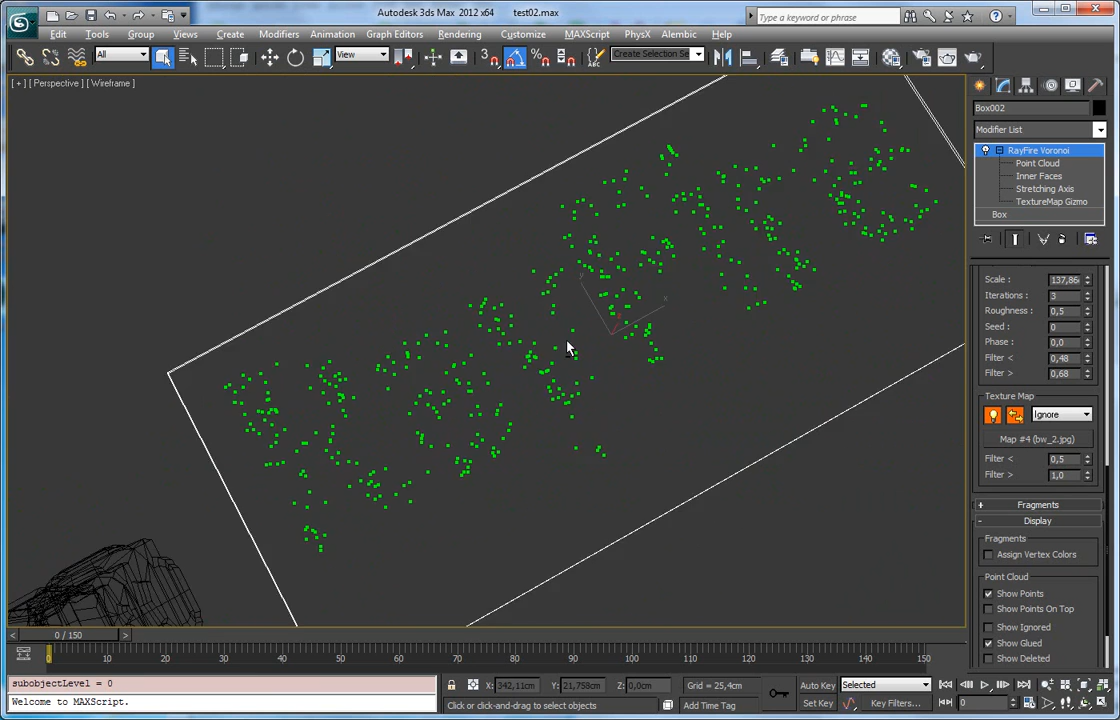 Autodesk 3ds Max 2012 x64 test02.max
Type a keyword or phrase
Edit Tools Group Views Create Modifiers Animation Graph Editors Rendering Customize MAXScript PhysX Alembic Help
All
View
Create Selection Se
[ + ] [ Perspective ] [ Wireframe ]
Box002
Modifier List
RayFire Voronoi
Point Cloud
Inner Faces
Stretching Axis
TextureMap Gizmo
Box
Scale : 137,86
Iterations : 3
Roughness : 0,5
Seed : 0
Phase : 0,0
Filter < 0,48
Filter > 0,68
Texture Map
Ignore
Map #4 (bw_2.jpg)
Filter < 0,5
Filter > 1,0
+ Fragments
- Display
Fragments
Assign Vertex Colors
Point Cloud
Show Points
Show Points On Top
Show Ignored
Show Glued
Show Deleted
y x z
< 0 / 150 >
0 10 20 30 40 50 60 70 80 90 100 110 120 130 140 150
subobjectLevel = 0
Welcome to MAXScript.
X: 342,11cm Y: 21,758cm Z: 0,0cm Grid = 25,4cm
Auto Key Selected
Click or click-and-drag to select objects
Add Time Tag
Set Key Key Filters... 0